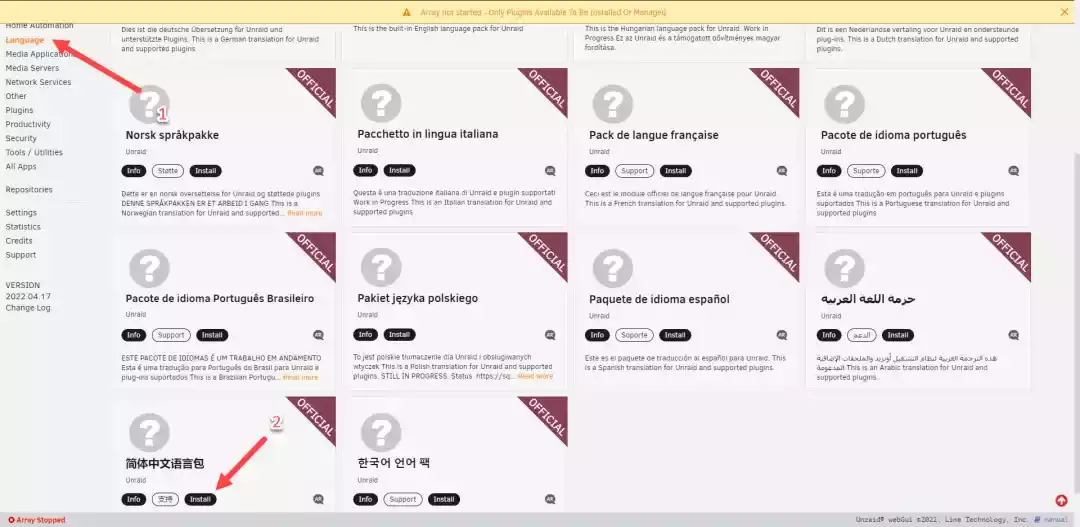 Array not started --Only Plugins Available To Be Installed Or Managed
Home Automation
Language
Media Application
Media Servers
Network Services
Other
Plugins
Productivity
Security
Tools / Utilities
All Apps
Repositories
Settings
Statistics
Credits
Support
VERSION
2022.04.17
Change Log
1
Dies ist die deutsche Übersetzung für Unraid und
unterstützte Plugins. This is a German translation for Unraid
and supported plugins.
This is the built-in English language pack for Unraid
This is the Hungarian language pack for Unraid. Work in
Progress Ez az Unraid és a támogatott bővítmények magyar
fordítása.
Dit is een Nederlandse vertaling voor Unraid en ondersteunde
plug-ins. This is a Dutch translation for Unraid and supported
plugins.
OFFICIAL
Norsk språkpakke
Unraid
Info Støtte Install
Dette er en norsk oversettelse for Unraid og støttede plugins
DENNE SPRÅKPAKKEN ER ET ARBEID I GANG This is a
Norwegian translation for Unraid and supported... Read more
OFFICIAL
Pacchetto in lingua italiana
Unraid
Info Install
Questa è una traduzione italiana di Unraid e plugin supportati
Work in Progress This is an Italian translation for Unraid and
supported plugins
OFFICIAL
Pack de langue française
Unraid
Info Support Install
Ceci est le module officiel de langue française pour Unraid.
This is a French translation for Unraid and supported plugins.
OFFICIAL
Pacote de idioma português
Unraid
Info Suporte Install
Esta é uma tradução em português para Unraid e plugins
suportados This is a Portuguese translation for Unraid and
supported plugins
OFFICIAL
Pacote de idioma Português Brasileiro
Unraid
Info Support Install
ESTE PACOTE DE IDIOMAS É UM TRABALHO EM ANDAMENTO
Esta é uma tradução para Português do Brasil para Unraid e
plug-ins suportados This is a Brazilian Portugu... Read more
OFFICIAL
Pakiet języka polskiego
Unraid
Info Install
To jest polskie tłumaczenie dla Unraid i obsługiwanych
wtyczek This is a Polish translation for Unraid and supported
plugins. STILL IN PROGRESS. Status https://sq... Read more
OFFICIAL
Paquete de idioma español
Unraid
Info Soporte Install
Este es el paquete de traducción al español para Unraid. This
is a Spanish translation for Unraid and supported plugins.
OFFICIAL
حزمة اللغة العربية
Unraid
Info الدعم Install
هذه الترجمة العربية لنظام التشغيل أونريد والملحقات الإضافية
المدعومة This is an Arabic translation for Unraid and
supported plugins.
OFFICIAL
2
简体中文语言包
Unraid
Info 支持 Install
OFFICIAL
한국어 언어 팩
Unraid
Info Support Install
Array Stopped
Unraid® webGui ©2022, Lime Technology, Inc. manual